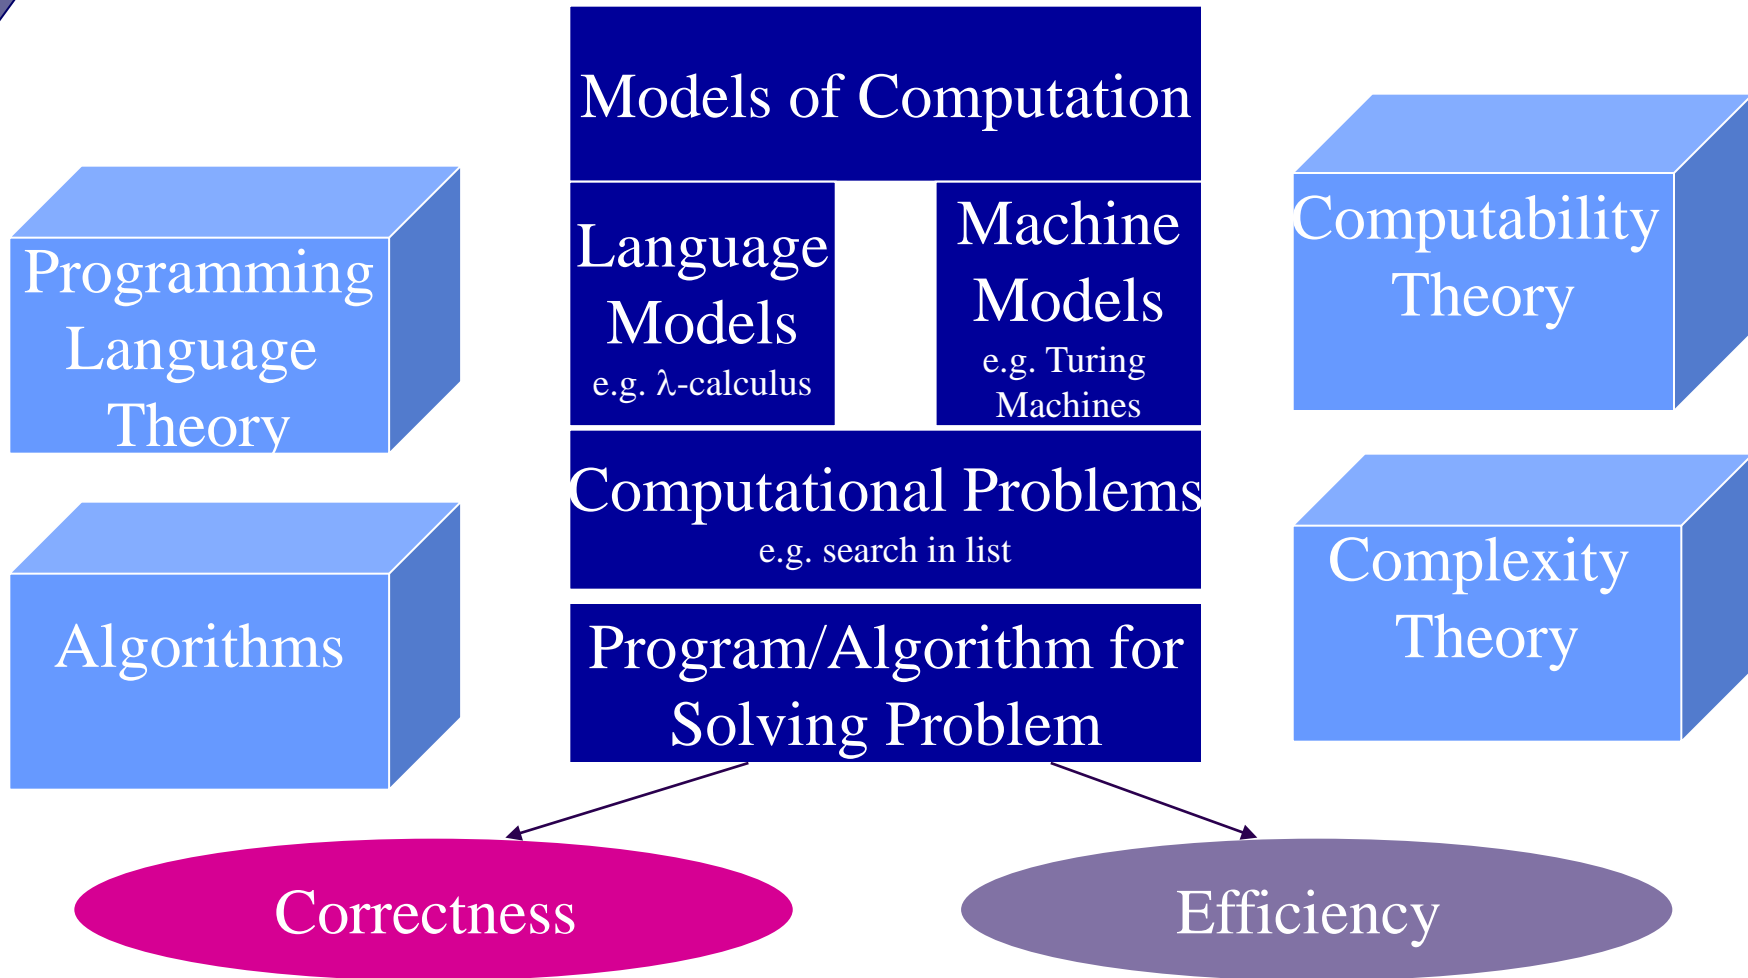 Models of Computation
Programming
Language
Theory
Language
Models
e.g. λ-calculus
Machine
Models
e.g. Turing
Machines
Computability
Theory
Computational Problems
e.g. search in list
Algorithms
Program/Algorithm for
Solving Problem
Complexity
Theory
Correctness
Efficiency